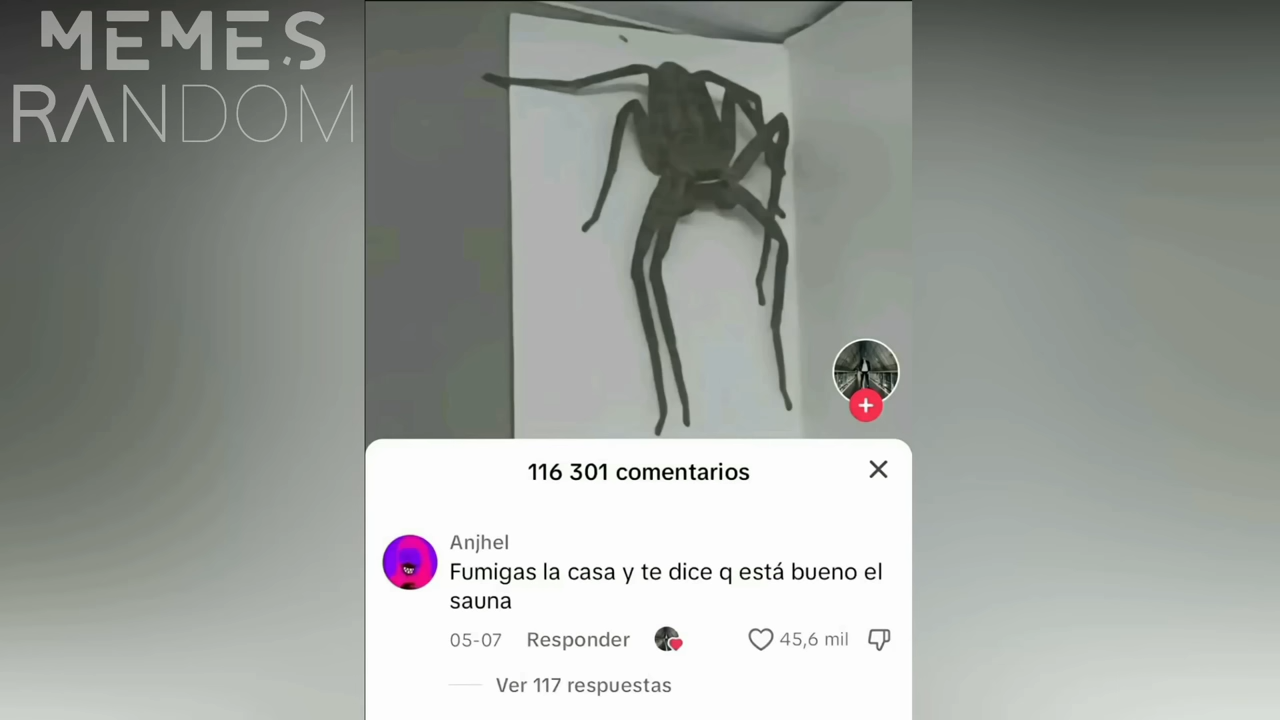 MEMES
RANDOM
116 301 comentarios
Anjhel
Fumigas la casa y te dice q está bueno el
sauna
05-07 Responder 45,6 mil
Ver 117 respuestas